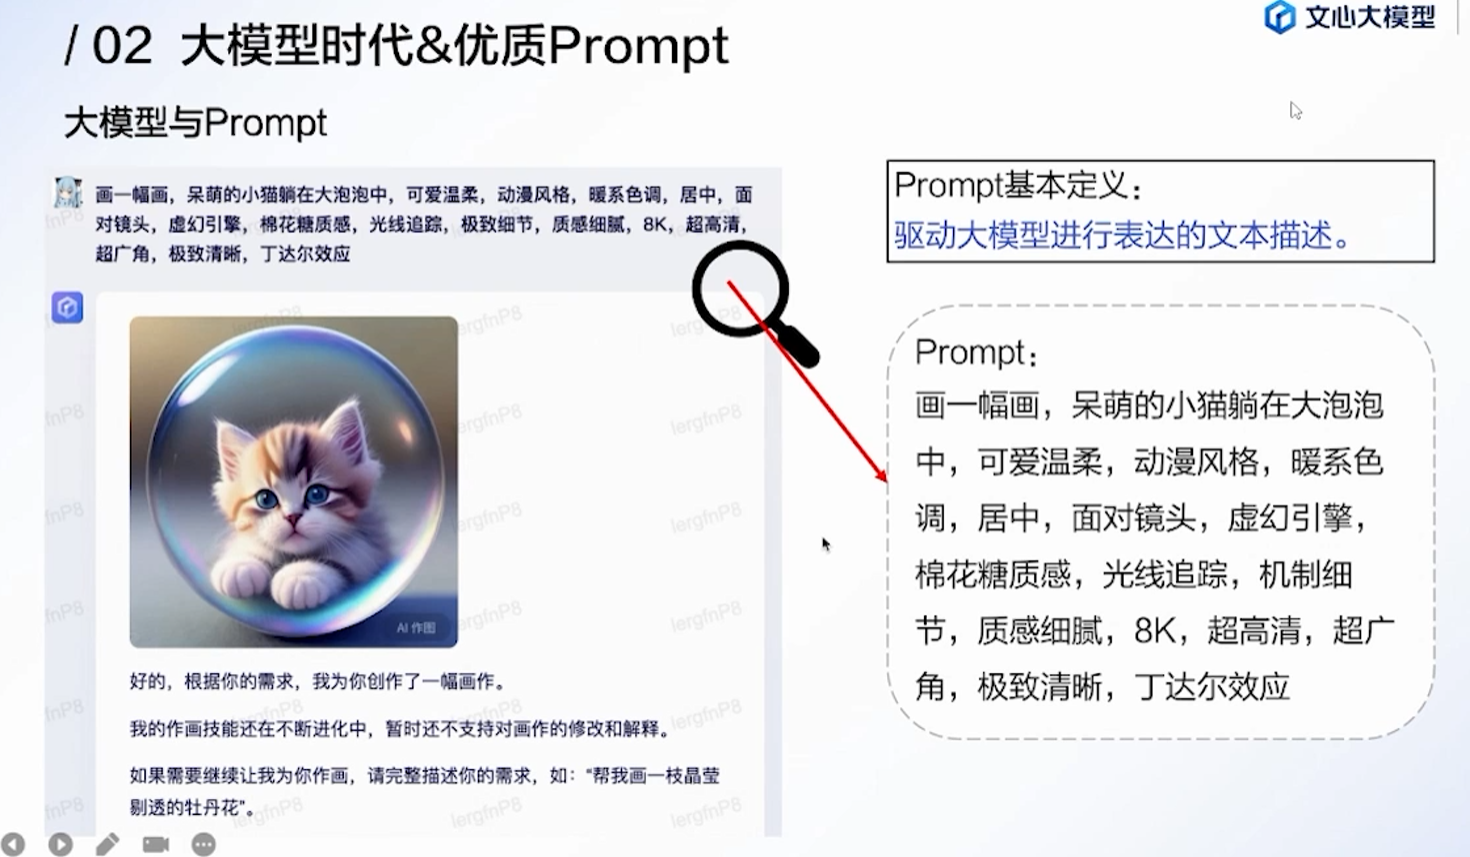 / 02 大模型时代&优质Prompt
文心大模型
大模型与Prompt
画一幅画，呆萌的小猫躺在大泡泡中，可爱温柔，动漫风格，暖系色调，居中，面
对镜头，虚幻引擎，棉花糖质感，光线追踪，极致细节，质感细腻，8K，超高清，
超广角，极致清晰，丁达尔效应
AI 作图
好的，根据你的需求，我为你创作了一幅画作。
我的作画技能还在不断进化中，暂时还不支持对画作的修改和解释。
如果需要继续让我为你作画，请完整描述你的需求，如：“帮我画一枝晶莹
剔透的牡丹花”。
Prompt基本定义：
驱动大模型进行表达的文本描述。
Prompt：
画一幅画，呆萌的小猫躺在大泡泡
中，可爱温柔，动漫风格，暖系色
调，居中，面对镜头，虚幻引擎，
棉花糖质感，光线追踪，机制细
节，质感细腻，8K，超高清，超广
角，极致清晰，丁达尔效应